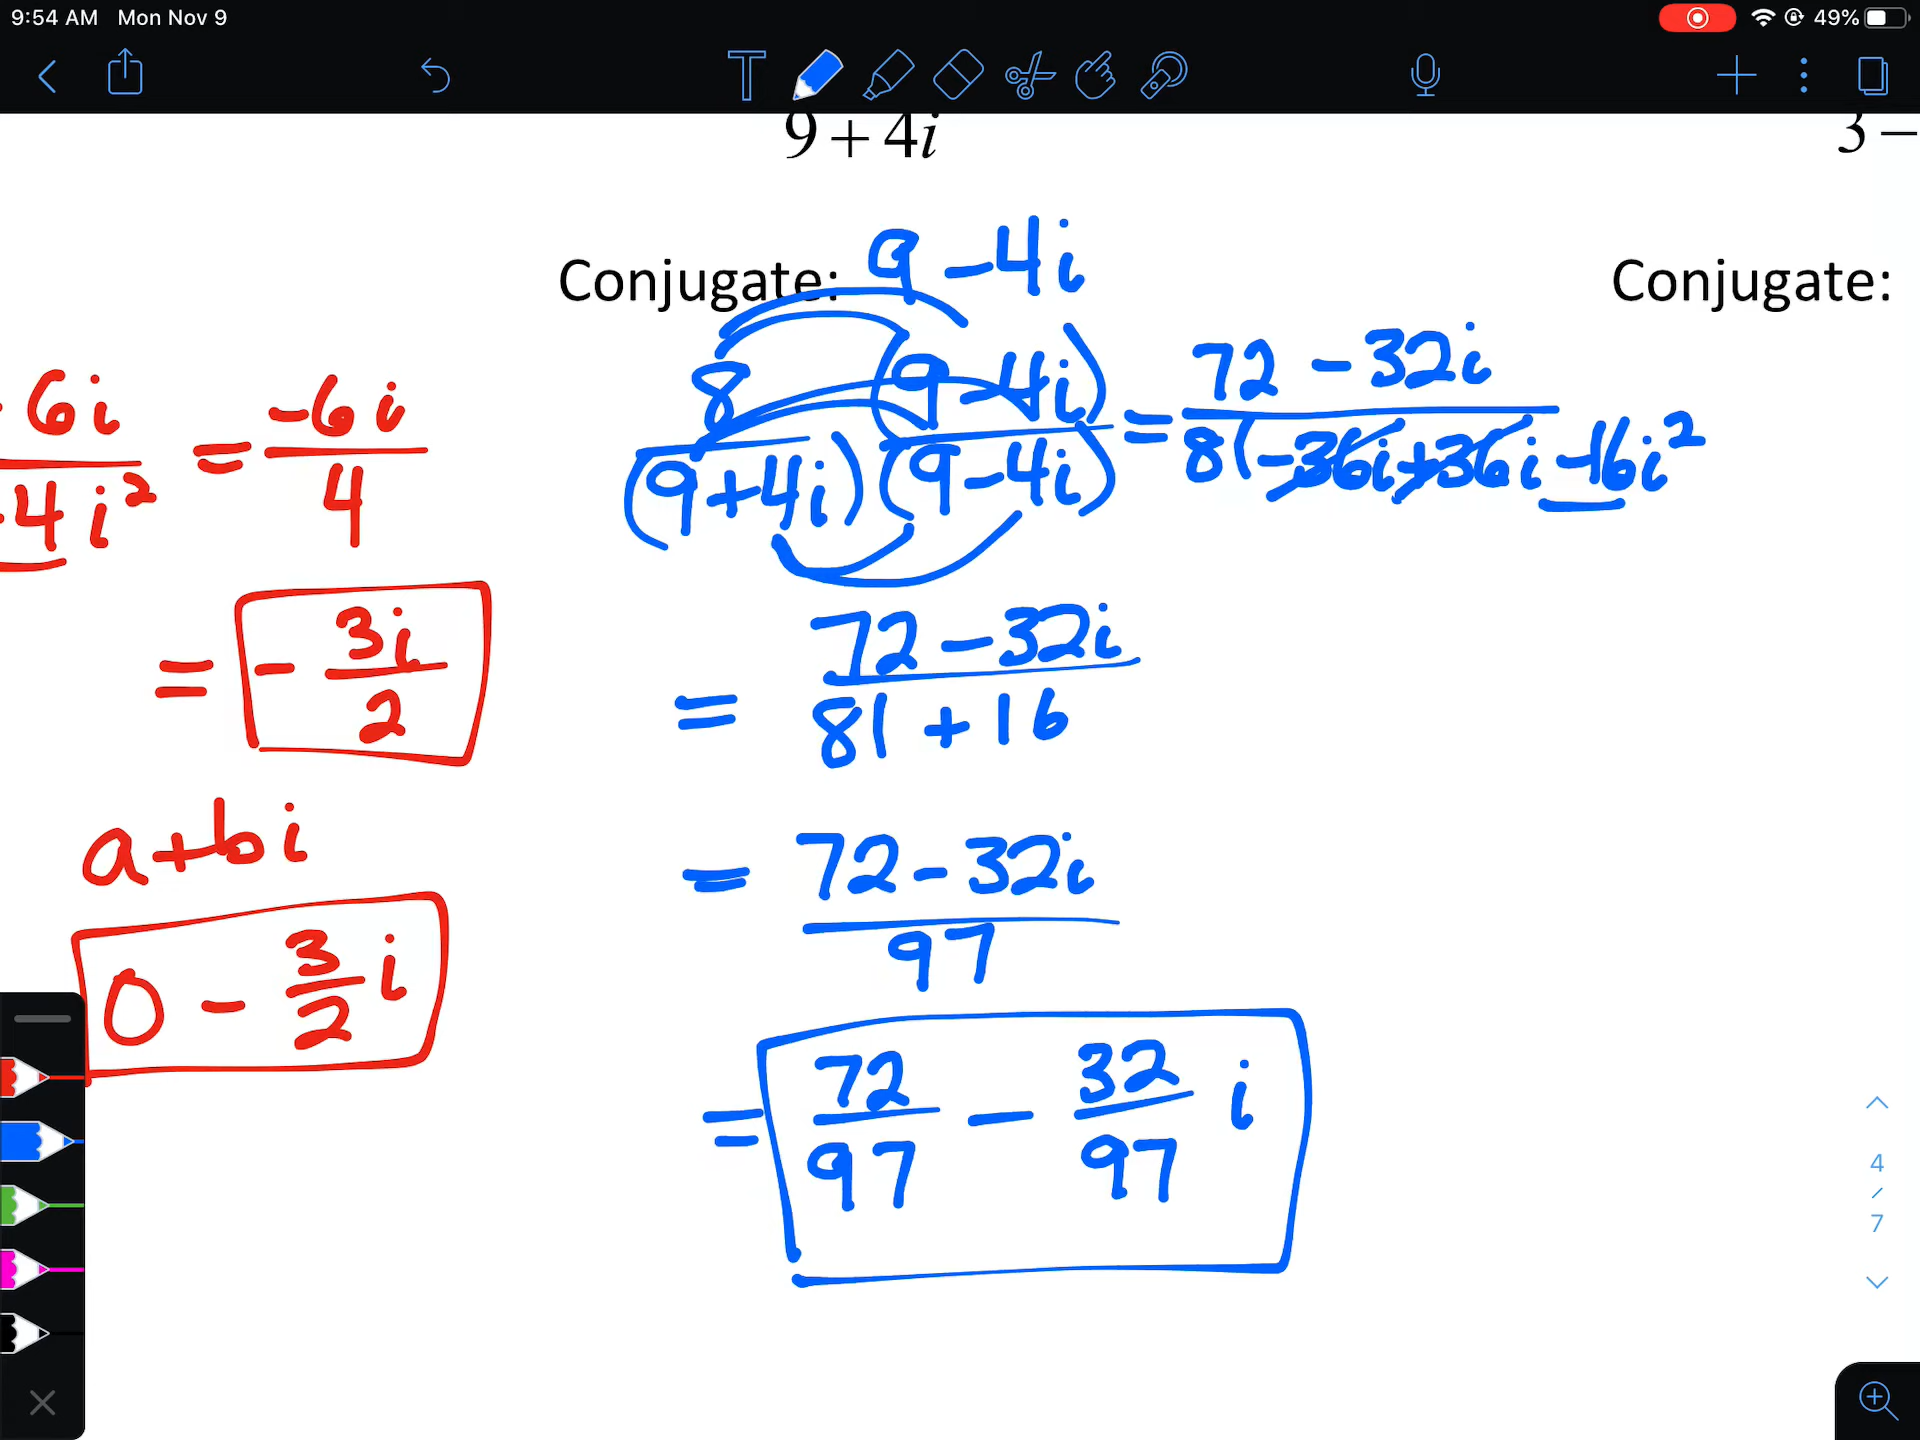 9:54 AM Mon Nov 9
49%
T
9 + 4i
3 −
Conjugate: 9 − 4i
Conjugate:
6i / 4i² = −6i / 4
= − 3i / 2
a + bi
0 − 3/2 i
8 (9 − 4i) / (9 + 4i)(9 − 4i) = 72 − 32i / 81 − 36i + 36i − 16i²
= 72 − 32i / 81 + 16
= 72 − 32i / 97
= 72/97 − 32/97 i
4
/
7